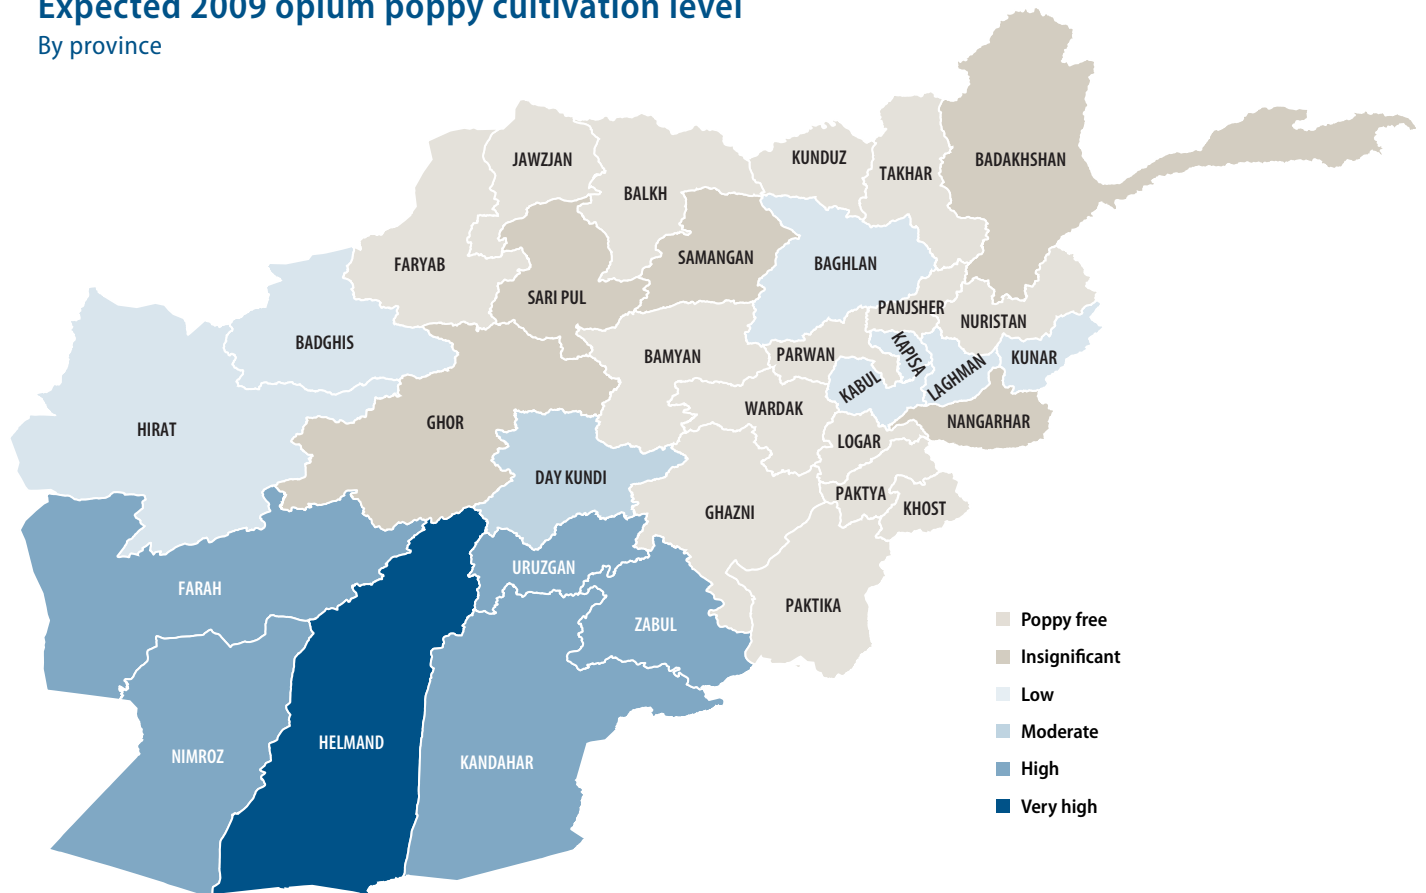 Expected 2009 opium poppy cultivation level
By province
JAWZJAN
BALKH
KUNDUZ
TAKHAR
BADAKHSHAN
FARYAB
SARI PUL
SAMANGAN
BAGHLAN
PANJSHER
NURISTAN
BADGHIS
BAMYAN
PARWAN
KAPISA
LAGHMAN
KUNAR
KABUL
HIRAT
GHOR
WARDAK
LOGAR
NANGARHAR
DAY KUNDI
GHAZNI
PAKTYA
KHOST
FARAH
URUZGAN
ZABUL
PAKTIKA
NIMROZ
HELMAND
KANDAHAR
Poppy free
Insignificant
Low
Moderate
High
Very high